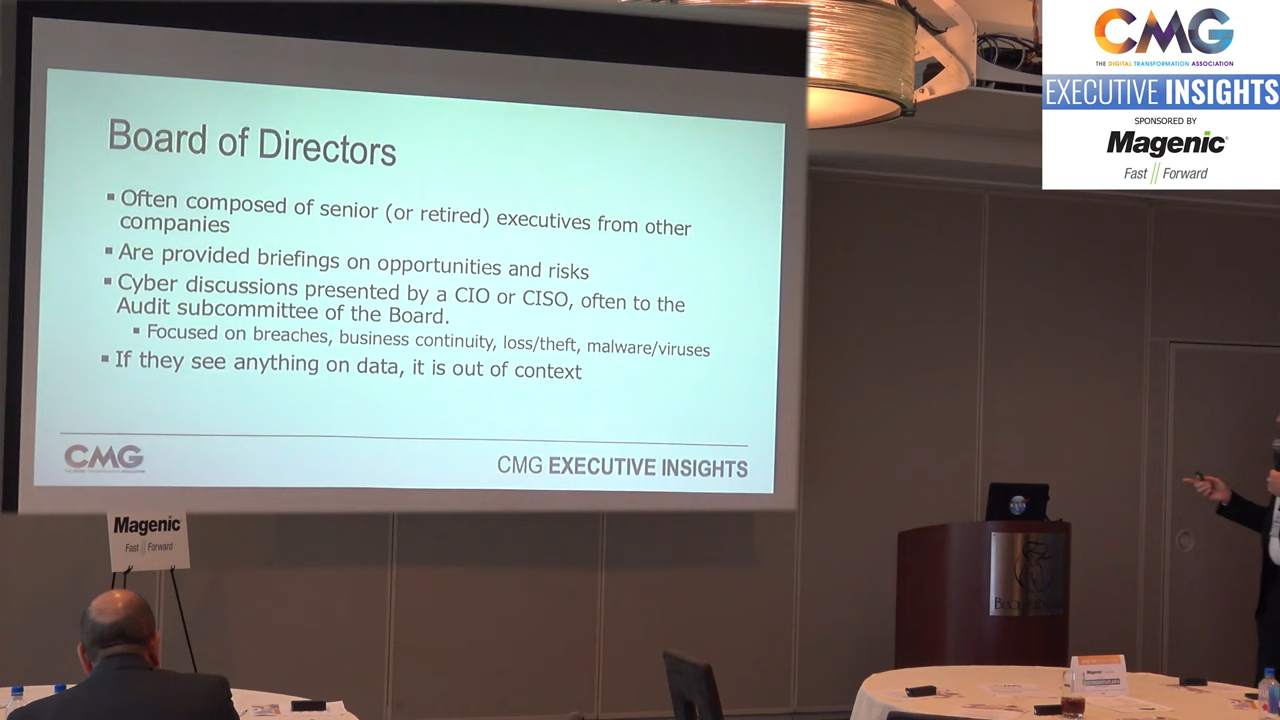 Board of Directors
Often composed of senior (or retired) executives from other
companies
Are provided briefings on opportunities and risks
Cyber discussions presented by a CIO or CISO, often to the
Audit subcommittee of the Board.
Focused on breaches, business continuity, loss/theft, malware/viruses
If they see anything on data, it is out of context
CMG
CMG EXECUTIVE INSIGHTS
CMG
THE DIGITAL TRANSFORMATION ASSOCIATION
EXECUTIVE INSIGHTS
SPONSORED BY
Magenic
Fast // Forward
Magenic
Fast // Forward
NASA
Magenic